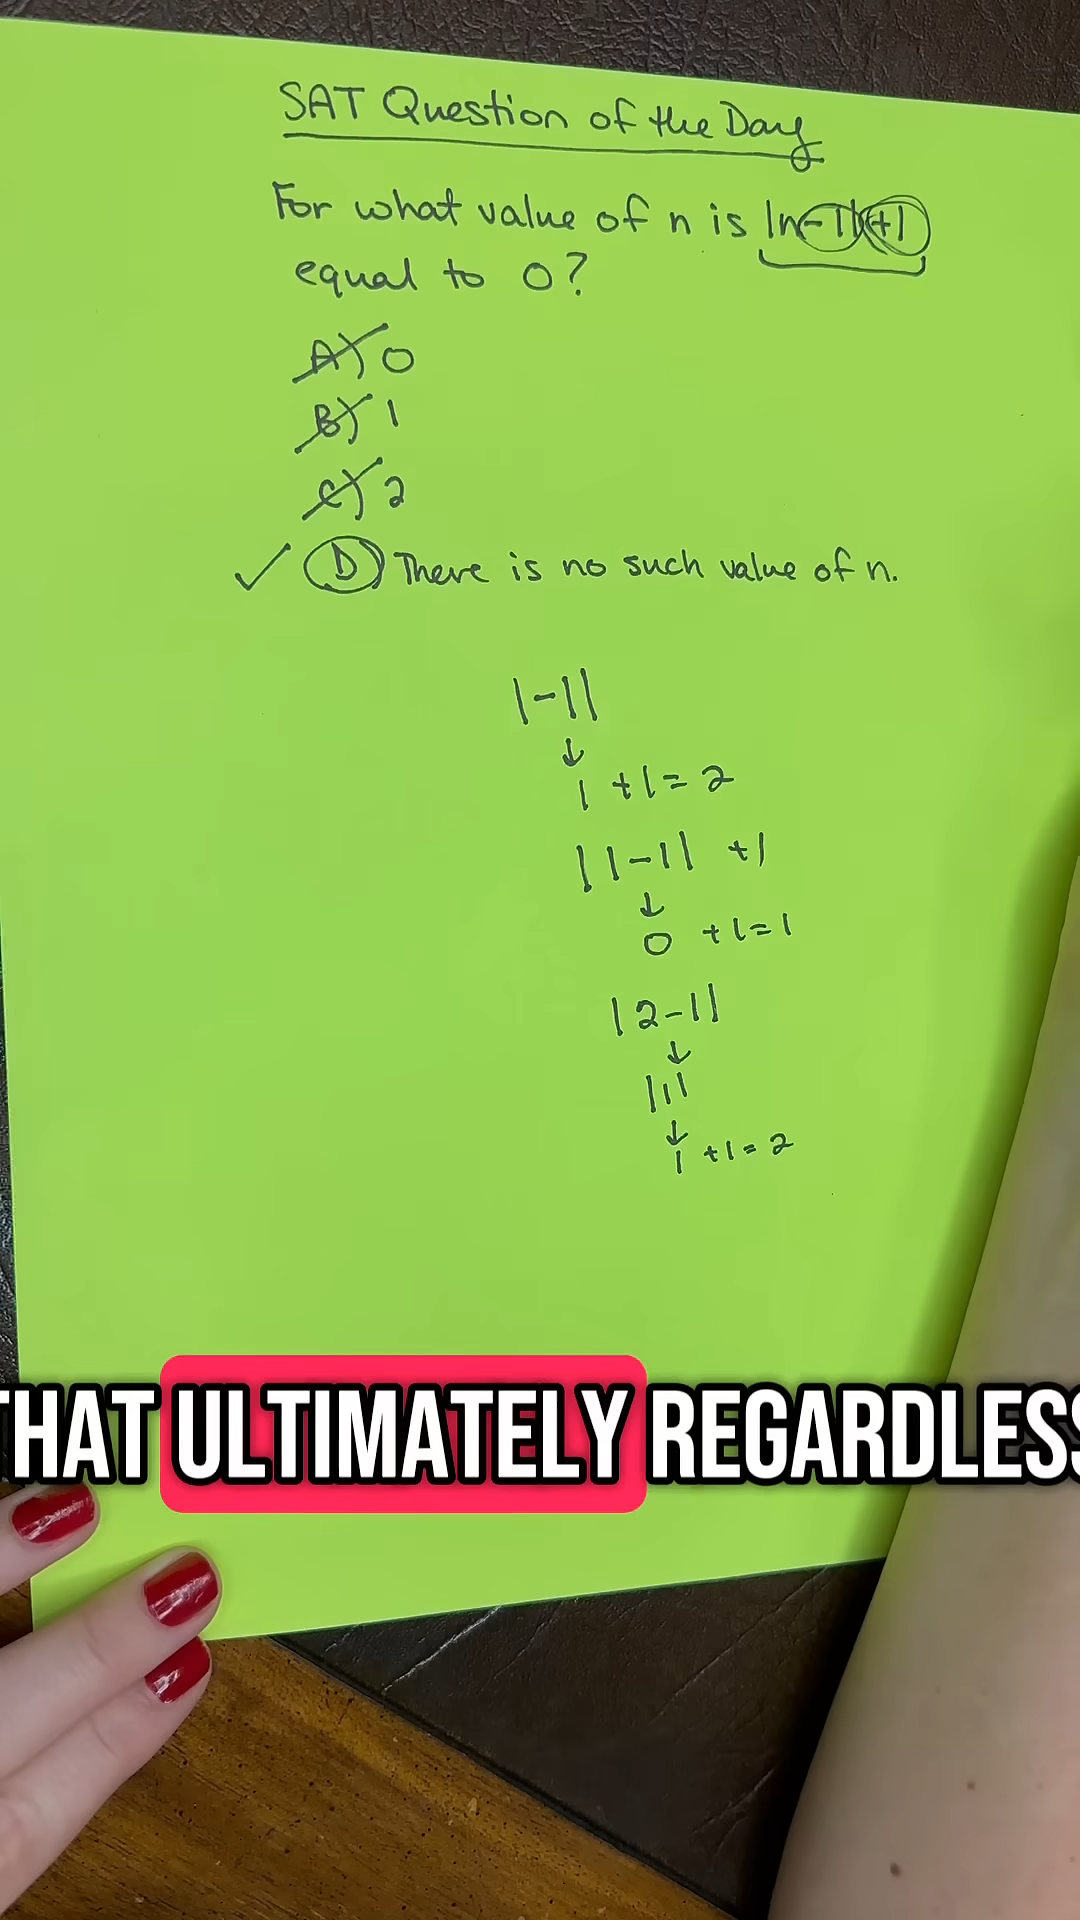 SAT Question of the Day
For what value of n is |n-1|+1
equal to 0?
A) 0
B) 1
C) 2
✓ D) There is no such value of n.
|-1|
↓
1 +1= 2
|1-1| +1
↓
0 +1=1
|2-1|
↓
|1|
↓
1 +1= 2
THAT ULTIMATELY REGARDLESS